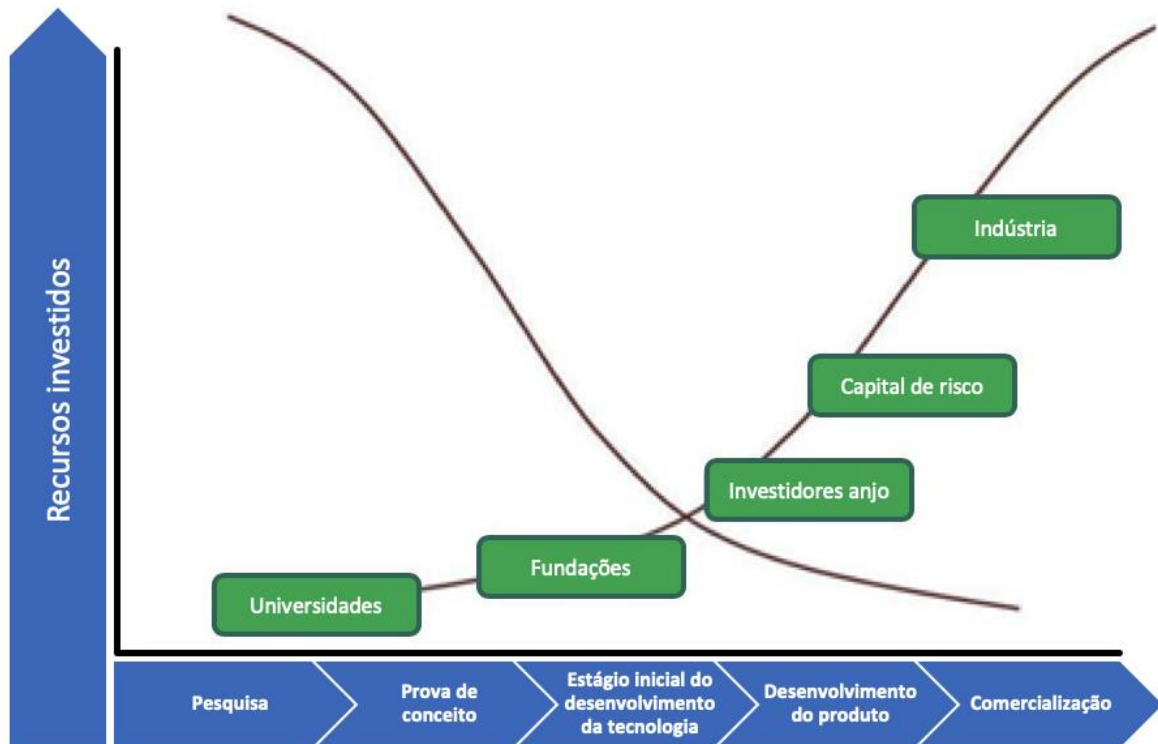 Recursos investidos
Indústria
Capital de risco
Investidores anjo
Fundações
Universidades
Pesquisa
Prova de
conceito
Estágio inicial do
desenvolvimento
da tecnologia
Desenvolvimento
do produto
Comercialização